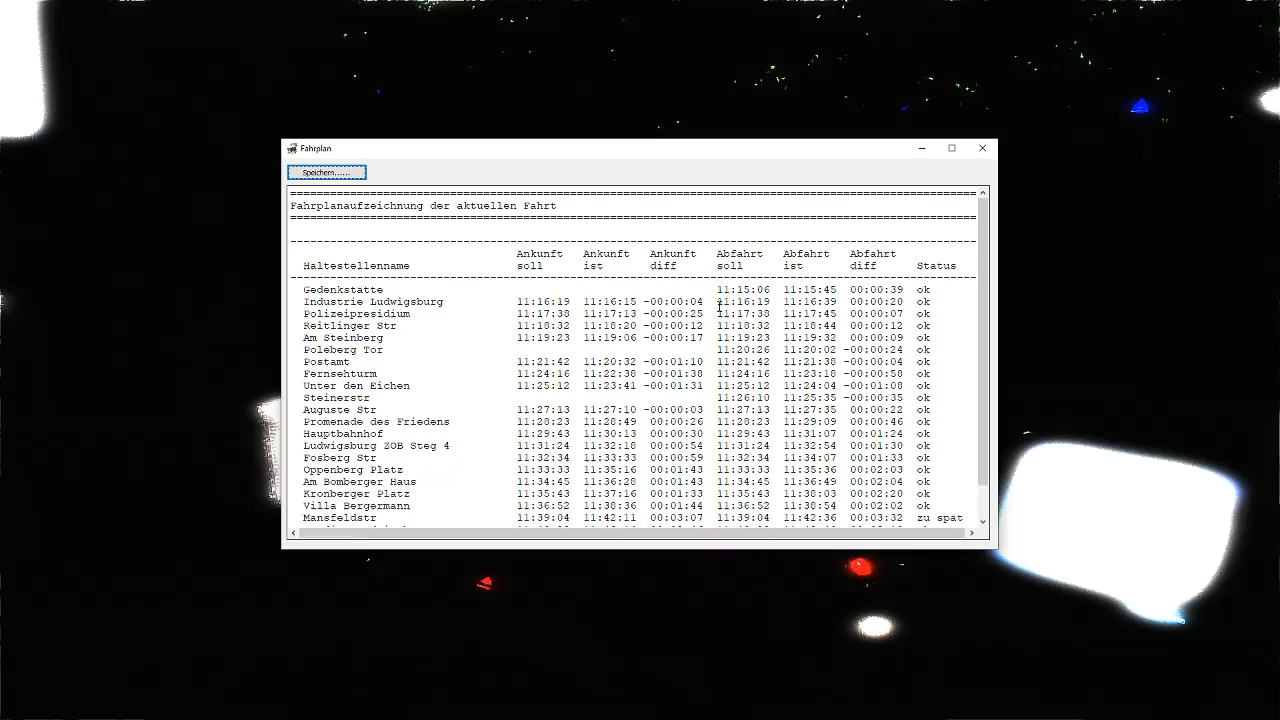 Fahrplan
Speichern......
Fahrplanaufzeichnung der aktuellen Fahrt
Ankunft Ankunft Ankunft Abfahrt Abfahrt Abfahrt
Haltestellenname soll ist diff soll ist diff Status
Gedenkstätte 11:15:06 11:15:45 00:00:39 ok
Industrie Ludwigsburg 11:16:19 11:16:15 -00:00:04 11:16:19 11:16:39 00:00:20 ok
Polizeipresidium 11:17:38 11:17:13 -00:00:25 11:17:38 11:17:45 00:00:07 ok
Reitlinger Str 11:18:32 11:18:20 -00:00:12 11:18:32 11:18:44 00:00:12 ok
Am Steinberg 11:19:23 11:19:06 -00:00:17 11:19:23 11:19:32 00:00:09 ok
Poleberg Tor 11:20:26 11:20:02 -00:00:24 ok
Postamt 11:21:42 11:20:32 -00:01:10 11:21:42 11:21:38 -00:00:04 ok
Fernsehturm 11:24:16 11:22:38 -00:01:38 11:24:16 11:23:18 -00:00:58 ok
Unter den Eichen 11:25:12 11:23:41 -00:01:31 11:25:12 11:24:04 -00:01:08 ok
Steinerstr 11:26:10 11:25:35 -00:00:35 ok
Auguste Str 11:27:13 11:27:10 -00:00:03 11:27:13 11:27:35 00:00:22 ok
Promenade des Friedens 11:28:23 11:28:49 00:00:26 11:28:23 11:29:09 00:00:46 ok
Hauptbahnhof 11:29:43 11:30:13 00:00:30 11:29:43 11:31:07 00:01:24 ok
Ludwigsburg ZOB Steg 4 11:31:24 11:32:18 00:00:54 11:31:24 11:32:54 00:01:30 ok
Fosberg Str 11:32:34 11:33:33 00:00:59 11:32:34 11:34:07 00:01:33 ok
Oppenberg Platz 11:33:33 11:35:16 00:01:43 11:33:33 11:35:36 00:02:03 ok
Am Bomberger Haus 11:34:45 11:36:28 00:01:43 11:34:45 11:36:49 00:02:04 ok
Kronberger Platz 11:35:43 11:37:16 00:01:33 11:35:43 11:38:03 00:02:20 ok
Villa Bergermann 11:36:52 11:38:36 00:01:44 11:36:52 11:38:54 00:02:02 ok
Mansfeldstr 11:39:04 11:42:11 00:03:07 11:39:04 11:42:36 00:03:32 zu spät